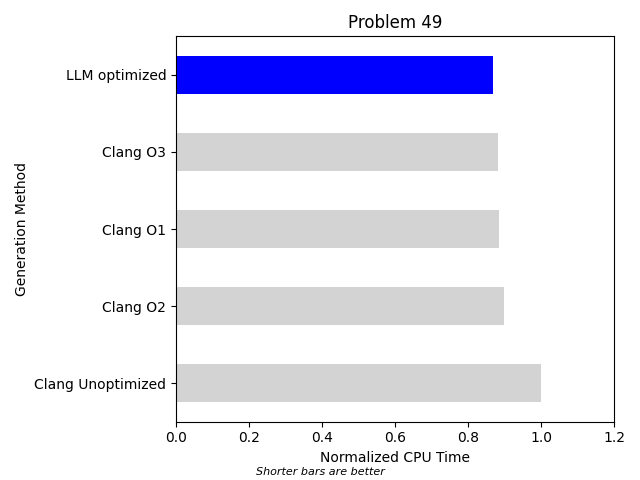 Problem 49
Generation Method
LLM optimized
Clang O3
Clang O1
Clang O2
Clang Unoptimized
0.0 0.2 0.4 0.6 0.8 1.0 1.2
Normalized CPU Time
Shorter bars are better